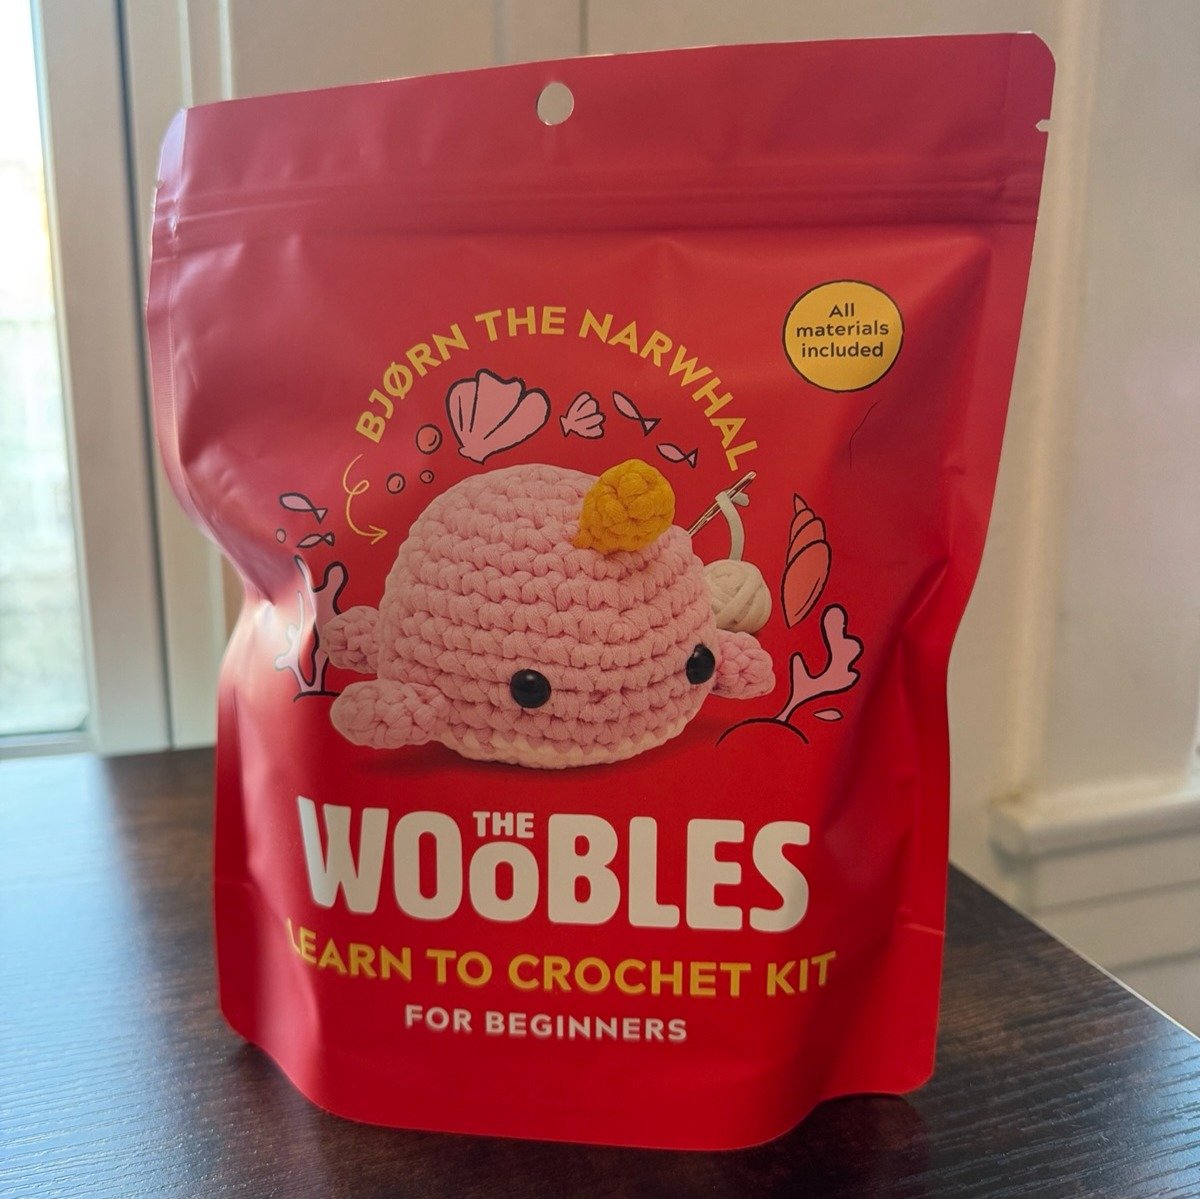 BJØRN THE NARWHAL
All
materials
included
THE
WOOBLES
LEARN TO CROCHET KIT
FOR BEGINNERS